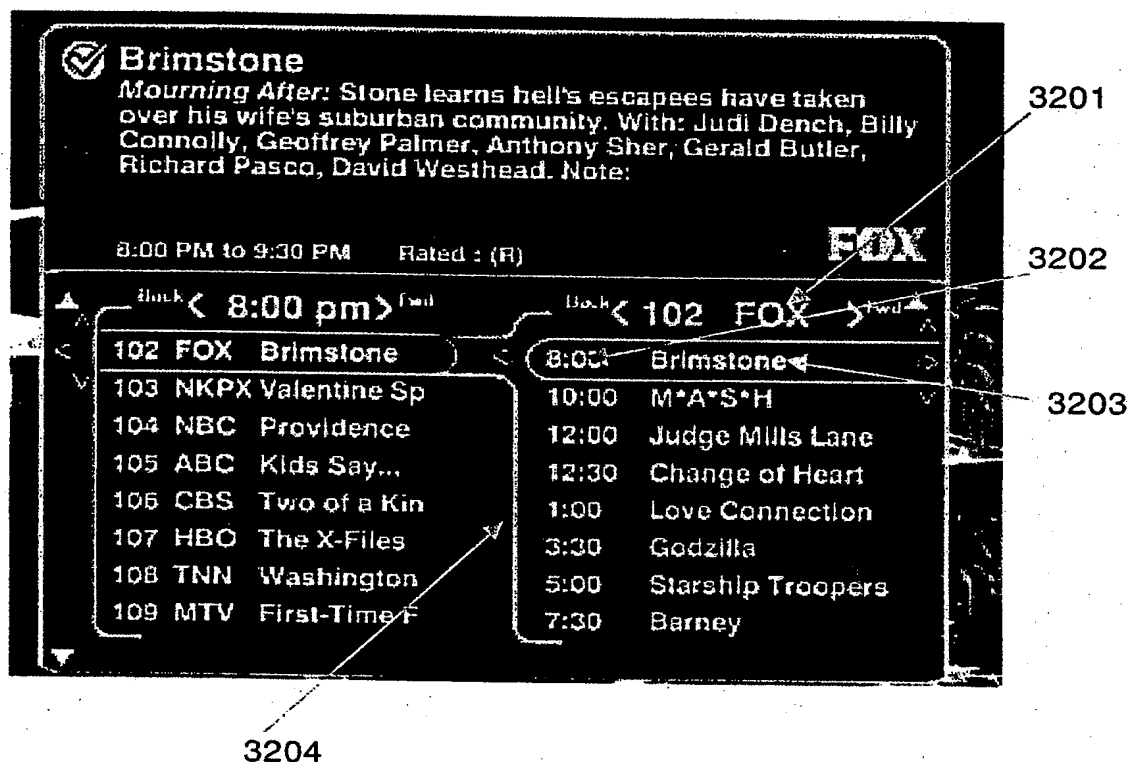 Brimstone
Mourning After: Stone learns hell's escapees have taken
over his wife's suburban community. With: Judi Dench, Billy
Connolly, Geoffrey Palmer, Anthony Sher, Gerald Butler,
Richard Pasco, David Westhead. Note:
8:00 PM to 9:30 PM Rated : (R)
FOX
Back < 8:00 pm > Fwd
102 FOX Brimstone
103 NKPX Valentine Sp
104 NBC Providence
105 ABC Kids Say...
106 CBS Two of a Kin
107 HBO The X-Files
108 TNN Washington
109 MTV First-Time F
Back < 102 FOX > Fwd
8:00 Brimstone
10:00 M*A*S*H
12:00 Judge Mills Lane
12:30 Change of Heart
1:00 Love Connection
3:30 Godzilla
5:00 Starship Troopers
7:30 Barney
3201
3202
3203
3204